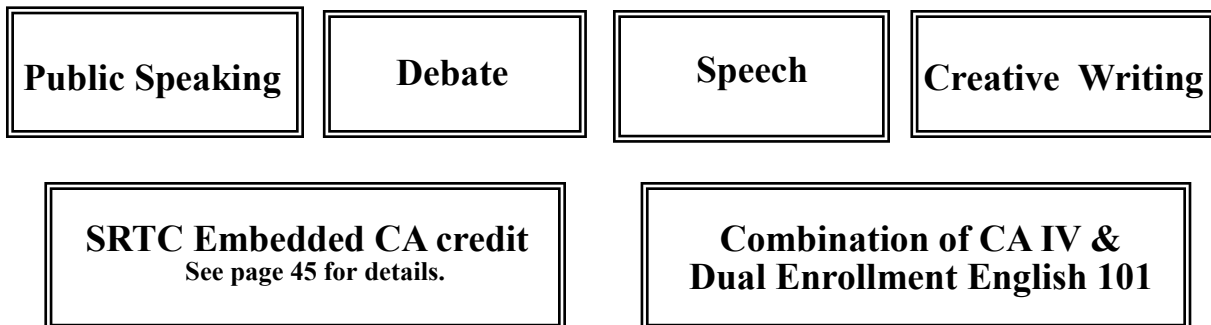 Public Speaking
Debate
Speech
Creative Writing
SRTC Embedded CA credit
See page 45 for details.
Combination of CA IV &
Dual Enrollment English 101